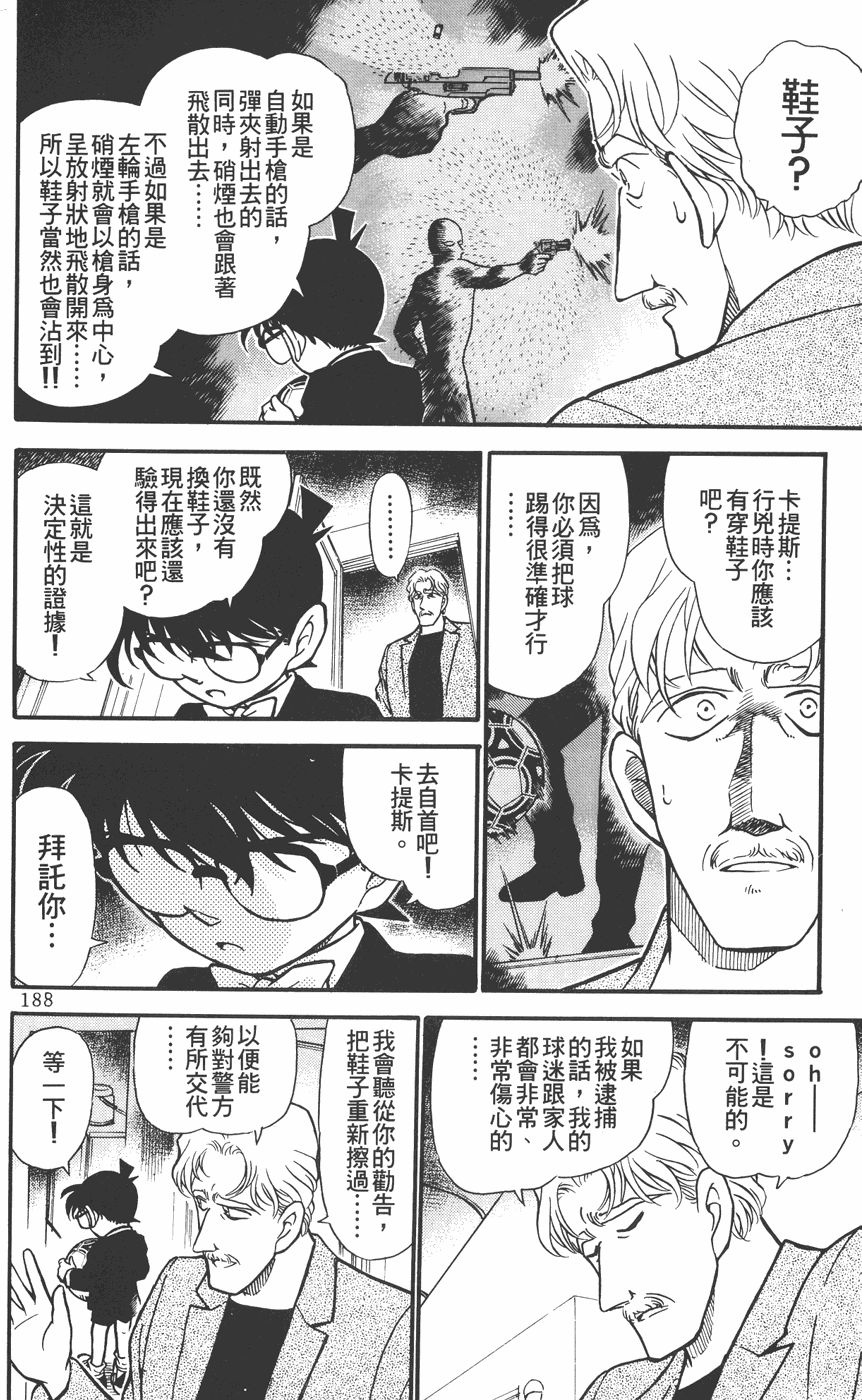 鞋子？
如果是
自動手槍的話，
彈夾射出去的
同時，硝煙也會跟著
飛散出去……
不過如果是
左輪手槍的話，
硝煙就會以槍身為中心，
呈放射狀地飛散開來……
所以鞋子當然也會沾到!!
卡提斯…
行兇時你應該
有穿鞋子
吧？
因為，
你必須把球
踢得很準確才行
……
……
既然
你還沒有
換鞋子，
現在應該還
驗得出來吧？
這就是
決定性的證據！
去自首吧！
卡提斯。
拜託你…
188
oh——
sorry
！這是
不可能的。
如果
我被逮捕
的話，我的
球迷跟家人
都會非常、
非常傷心的
……
我會聽從你的勸告，
把鞋子重新擦過……
以便能
夠對警方
有所交代
……
等一下！